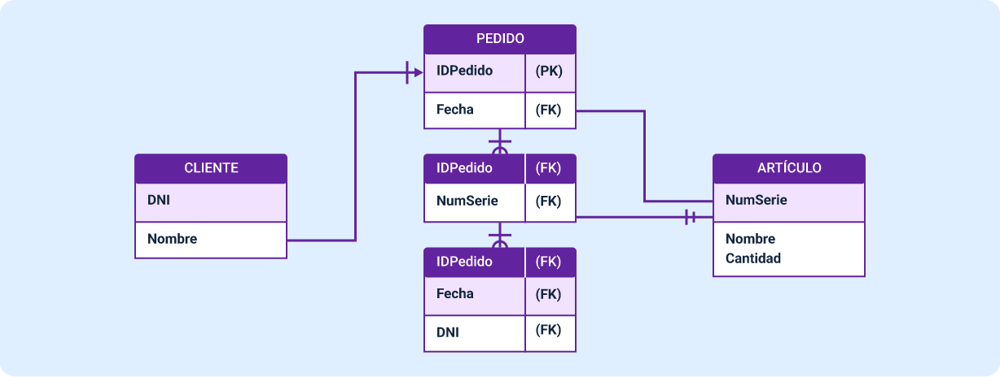 PEDIDO
IDPedido (PK)
Fecha (FK)
CLIENTE
DNI
Nombre
IDPedido (FK)
NumSerie (FK)
ARTÍCULO
NumSerie
Nombre
Cantidad
IDPedido (FK)
Fecha (FK)
DNI (FK)